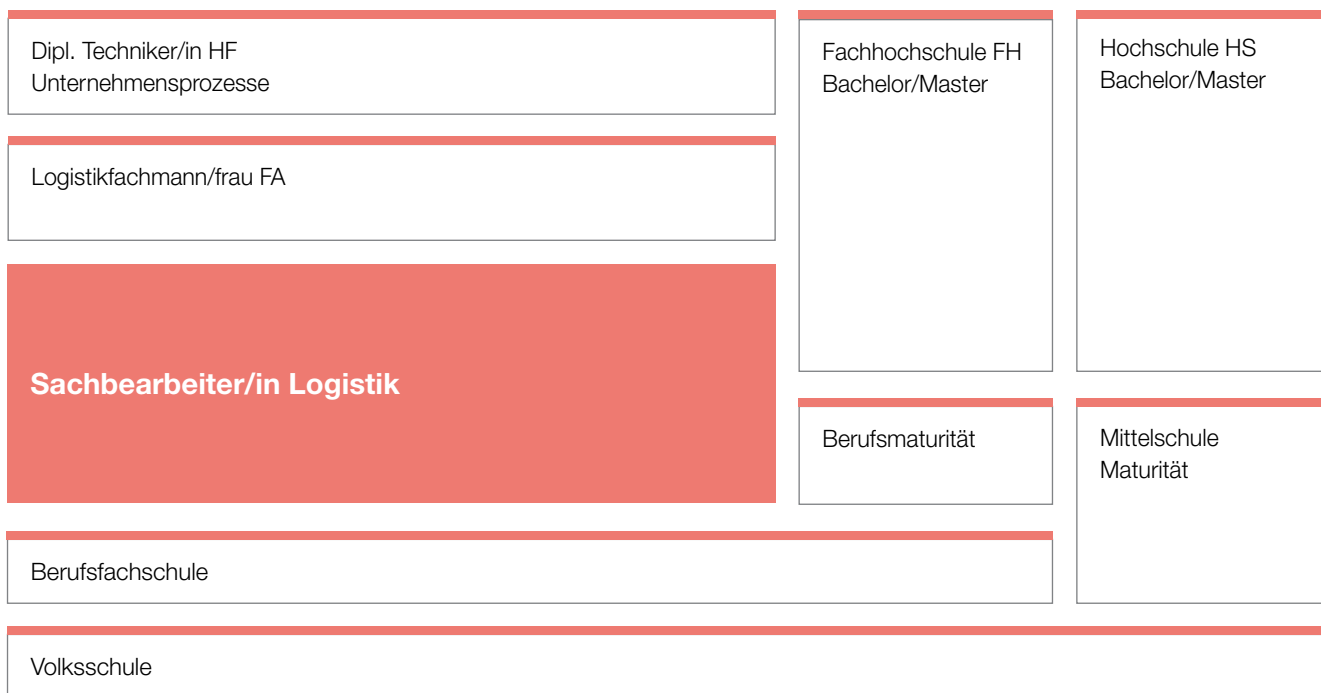 Dipl. Techniker/in HF
Unternehmensprozesse
Fachhochschule FH
Bachelor/Master
Hochschule HS
Bachelor/Master
Logistikfachmann/frau FA
Sachbearbeiter/in Logistik
Berufsmaturität
Mittelschule
Maturität
Berufsfachschule
Volksschule